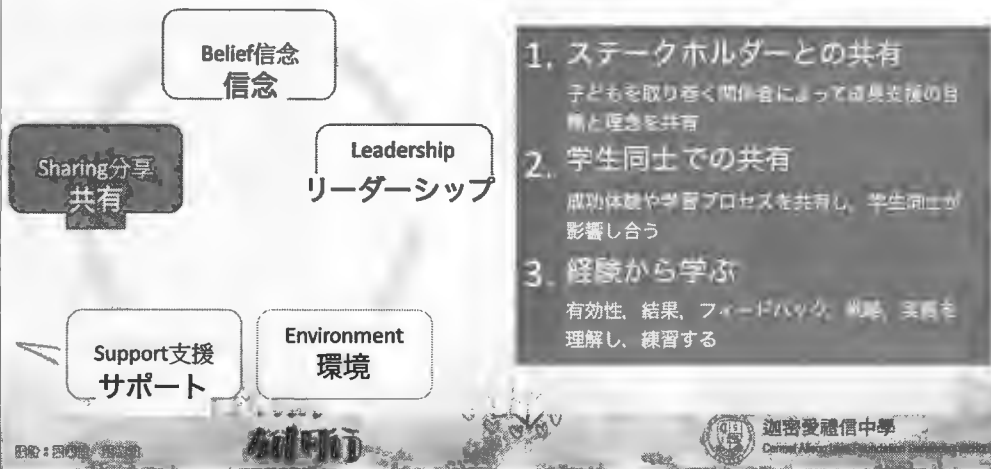 Belief信念
信念
Sharing分享
共有
Leadership
リーダーシップ
Support支援
サポート
Environment
環境
1. ステークホルダーとの共有
子どもを取り巻く関係者によって成長支援の目
標と理念を共有
2. 学生同士での共有
成功体験や学習プロセスを共有し、学生同士が
影響し合う
3. 経験から学ぶ
有効性、結果、フィードバック、戦略、実践を
理解し、練習する
迦密愛禮信中學